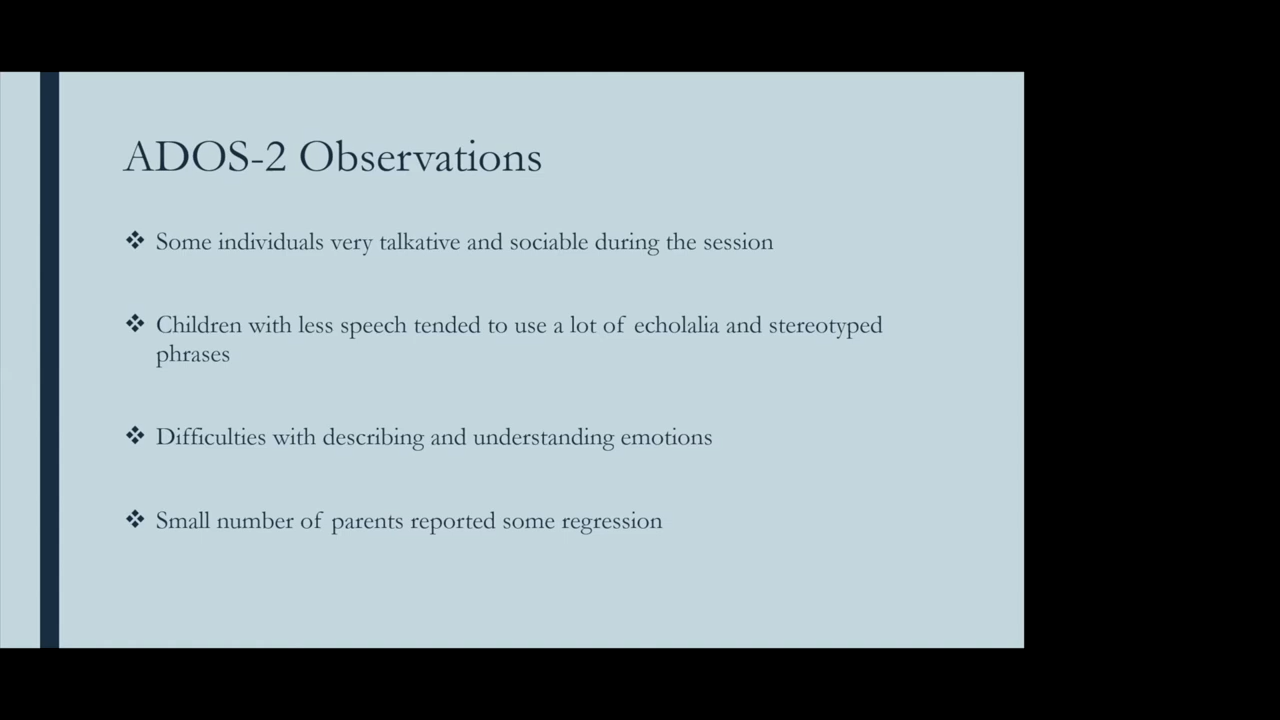 ADOS-2 Observations
❖ Some individuals very talkative and sociable during the session
❖ Children with less speech tended to use a lot of echolalia and stereotyped
phrases
❖ Difficulties with describing and understanding emotions
❖ Small number of parents reported some regression